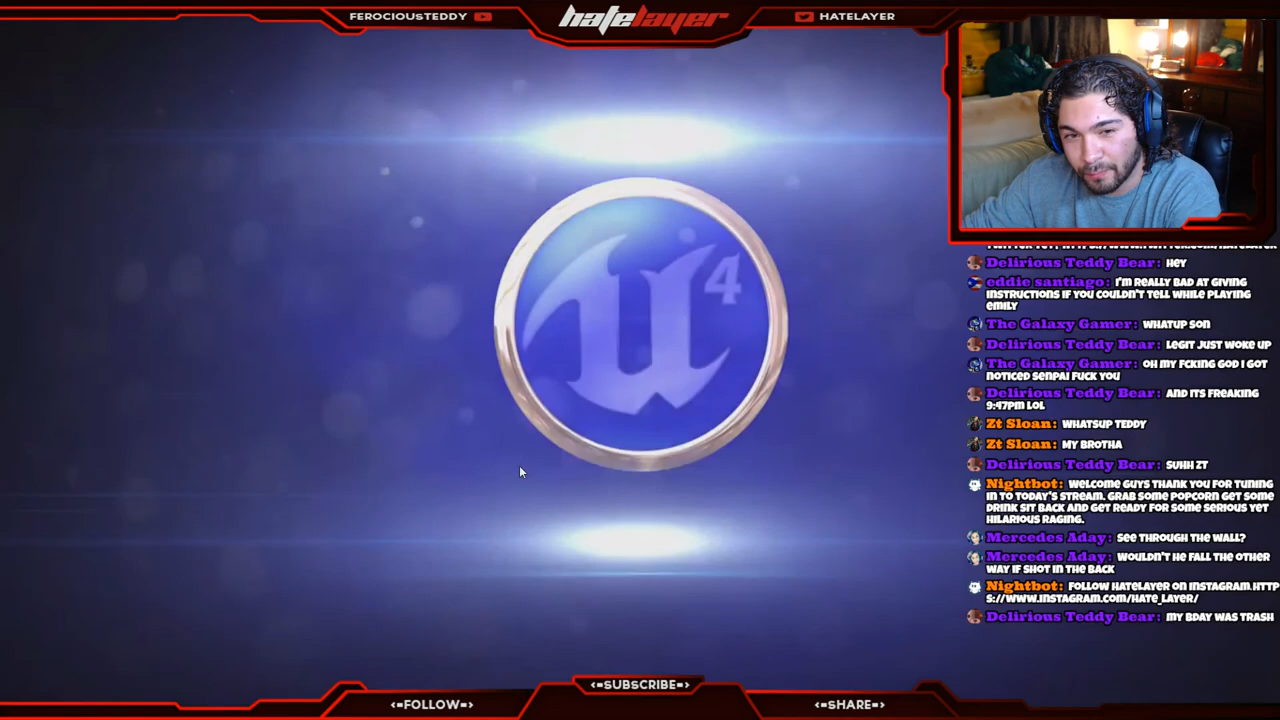 FEROCIOUSTEDDY
hatelayer
HATELAYER
U4
Delirious Teddy Bear: HEY
eddie santiago: I'M REALLY BAD AT GIVING
INSTRUCTIONS IF YOU COULDN'T TELL WHILE PLAYING
EMILY
The Galaxy Gamer: WHATUP SON
Delirious Teddy Bear: LEGIT JUST WOKE UP
The Galaxy Gamer: OH MY FCKING GOD I GOT
NOTICED SENPAI FUCK YOU
Delirious Teddy Bear: AND ITS FREAKING
9:47PM LOL
Zt Sloan: WHATSUP TEDDY
Zt Sloan: MY BROTHA
Delirious Teddy Bear: SUHH ZT
Nightbot: WELCOME GUYS THANK YOU FOR TUNING
IN TO TODAY'S STREAM. GRAB SOME POPCORN GET SOME
DRINK SIT BACK AND GET READY FOR SOME SERIOUS YET
HILARIOUS RAGING.
Mercedes Aday: SEE THROUGH THE WALL?
Mercedes Aday: WOULDN'T HE FALL THE OTHER
WAY IF SHOT IN THE BACK
Nightbot: FOLLOW HATELAYER ON INSTAGRAM HTTP
S://WWW.INSTAGRAM.COM/HATE_LAYER/
Delirious Teddy Bear: MY BDAY WAS TRASH
<=SUBSCRIBE=>
<=FOLLOW=>
<=SHARE=>